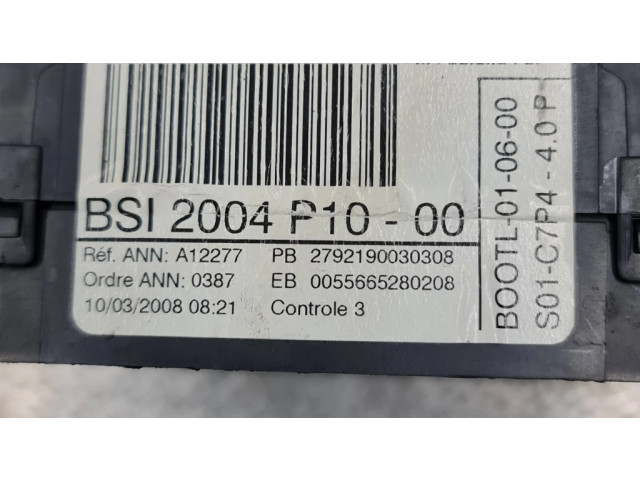 BSI 2004 P10 - 00
Réf. ANN: A12277 PB 2792190030308
Ordre ANN: 0387 EB 0055665280208
10/03/2008 08:21 Controle 3
BOOTL-01-06-00
S01-C7P4 - 4.0 P